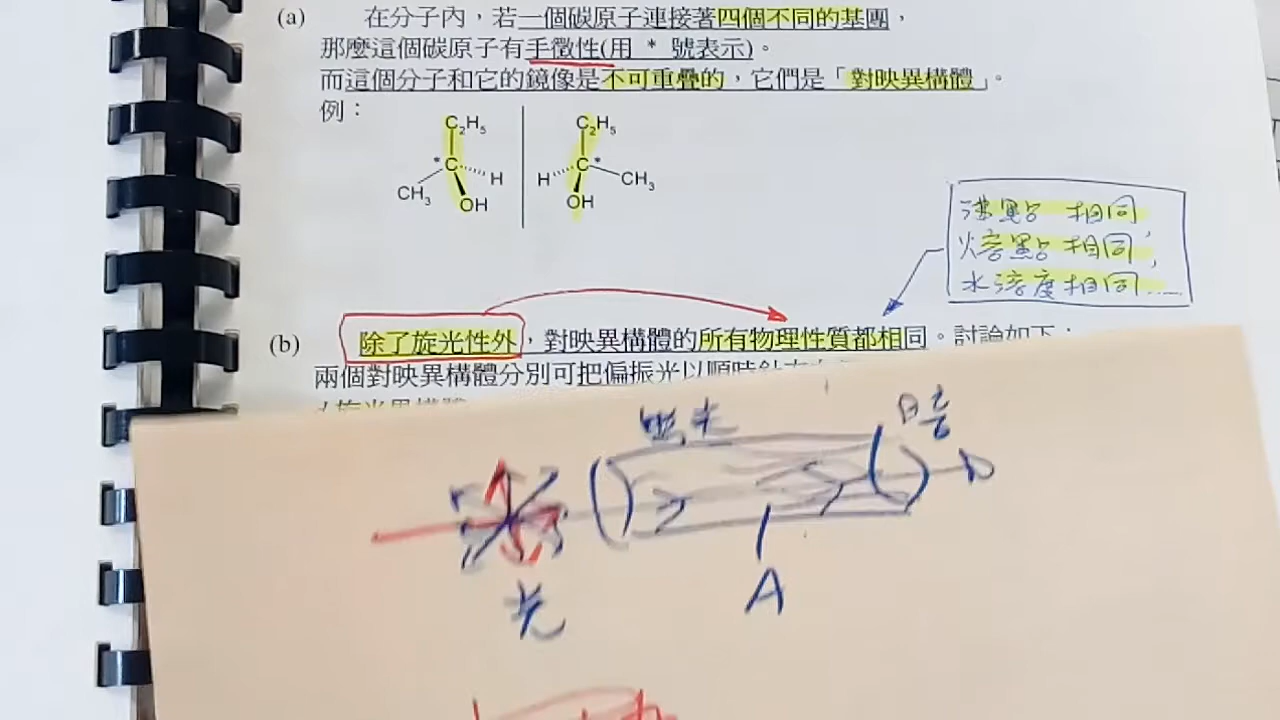 (a) 在分子內，若一個碳原子連接著四個不同的基團，
那麼這個碳原子有手徵性(用 * 號表示)。
而這個分子和它的鏡像是不可重疊的，它們是「對映異構體」。
例：
C₂H₅ C₂H₅
*C H H C*
CH₃ CH₃
OH OH
沸點相同，
熔點相同，
水溶度相同......
(b) 除了旋光性外，對映異構體的所有物理性質都相同。討論如下：
兩個對映異構體分別可把偏振光以順時針方
光
A